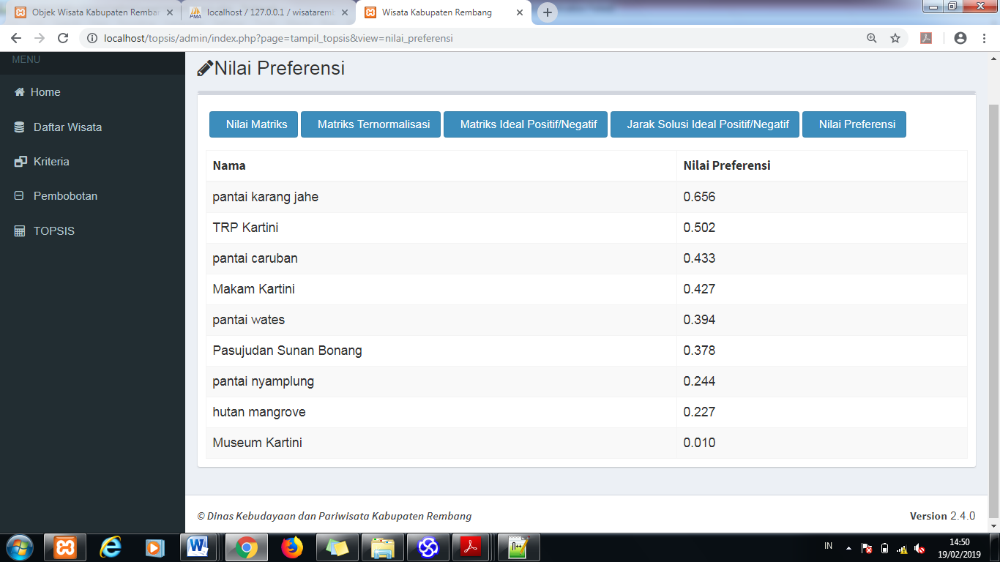 Objek Wisata Kabupaten Remba
localhost / 127.0.0.1 / wisataremb
Wisata Kabupaten Rembang
localhost/topsis/admin/index.php?page=tampil_topsis&view=nilai_preferensi
MENU
Home
Daftar Wisata
Kriteria
Pembobotan
TOPSIS
Nilai Preferensi
Nilai Matriks Matriks Ternormalisasi Matriks Ideal Positif/Negatif Jarak Solusi Ideal Positif/Negatif Nilai Preferensi
Nama Nilai Preferensi
pantai karang jahe 0.656
TRP Kartini 0.502
pantai caruban 0.433
Makam Kartini 0.427
pantai wates 0.394
Pasujudan Sunan Bonang 0.378
pantai nyamplung 0.244
hutan mangrove 0.227
Museum Kartini 0.010
© Dinas Kebudayaan dan Pariwisata Kabupaten Rembang Version 2.4.0
IN
14:50
19/02/2019